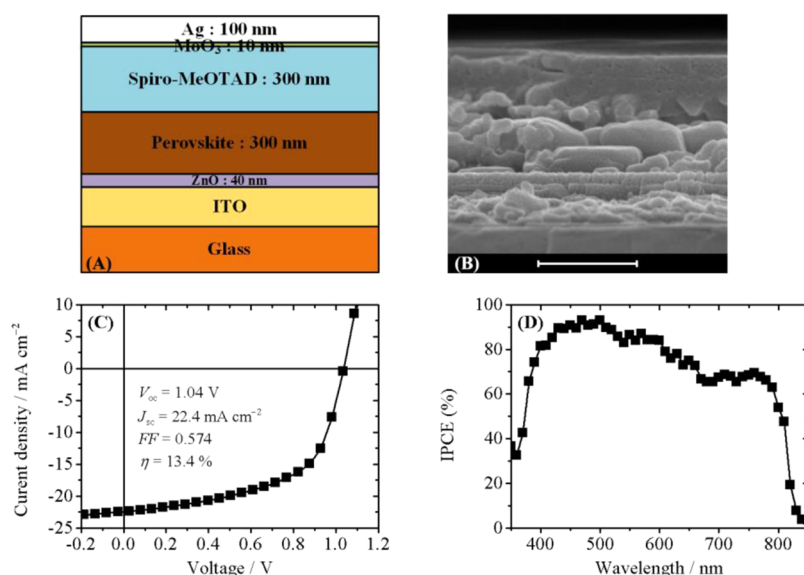 Ag : 100 nm
MoO₃ : 10 nm
Spiro-MeOTAD : 300 nm
Perovskite : 300 nm
ZnO : 40 nm
ITO
Glass
(A)
(B)
(C)
10
5
0
-5
-10
-15
-20
-25
Curent density / mA cm⁻²
Voc = 1.04 V
Jsc = 22.4 mA cm⁻²
FF = 0.574
η = 13.4 %
-0.2 0.0 0.2 0.4 0.6 0.8 1.0 1.2
Voltage / V
(D)
100
80
60
40
20
0
IPCE (%)
400 500 600 700 800
Wavelength / nm